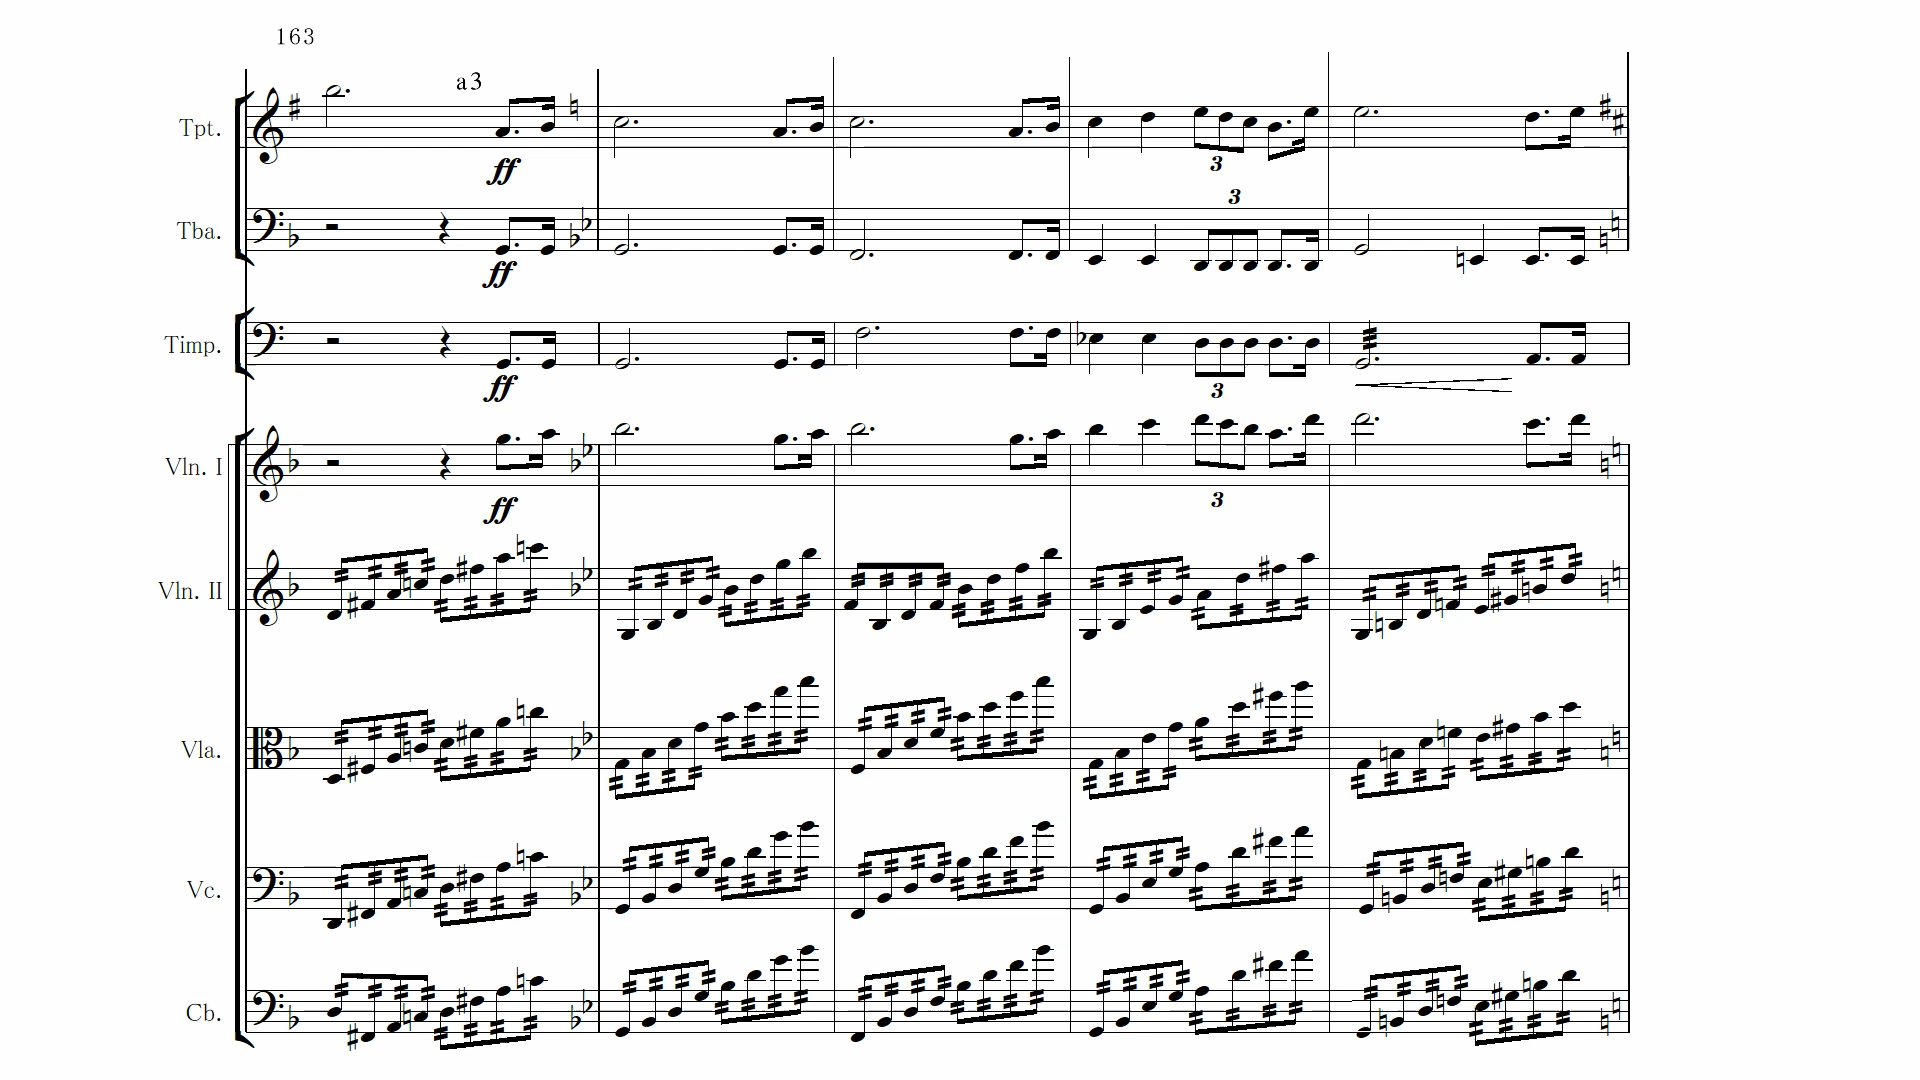 163
a3
Tpt.
ff
3
3
Tba.
ff
Timp.
ff
3
Vln. I
ff
3
Vln. II
Vla.
Vc.
Cb.